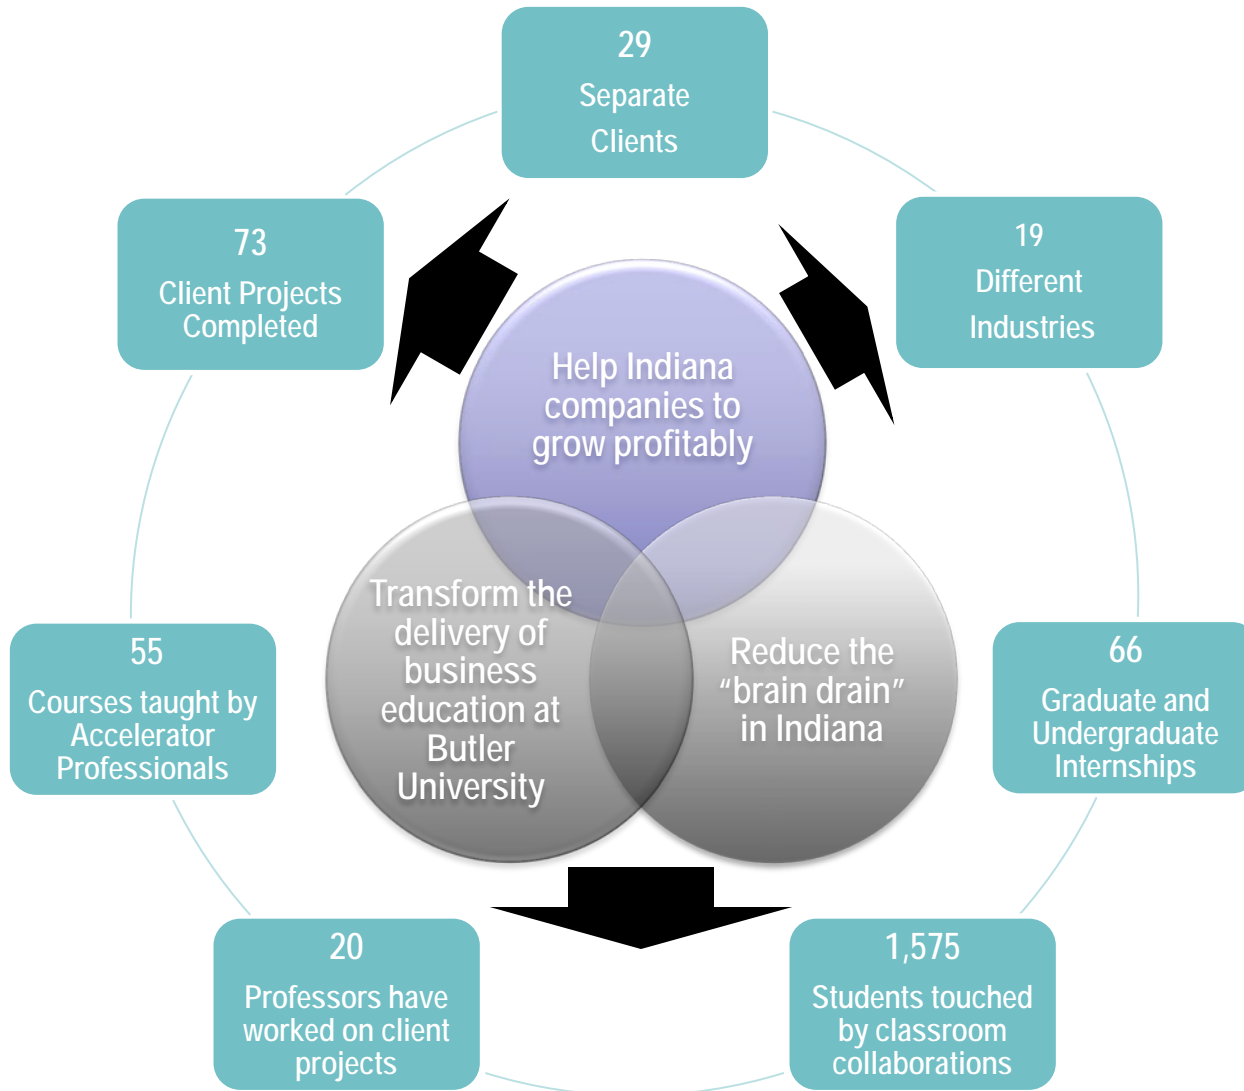 29
Separate
Clients
73
Client Projects
Completed
19
Different
Industries
Help Indiana
companies to
grow profitably
Transform the
delivery of
business
education at
Butler
University
Reduce the
“brain drain”
in Indiana
55
Courses taught by
Accelerator
Professionals
66
Graduate and
Undergraduate
Internships
20
Professors have
worked on client
projects
1,575
Students touched
by classroom
collaborations